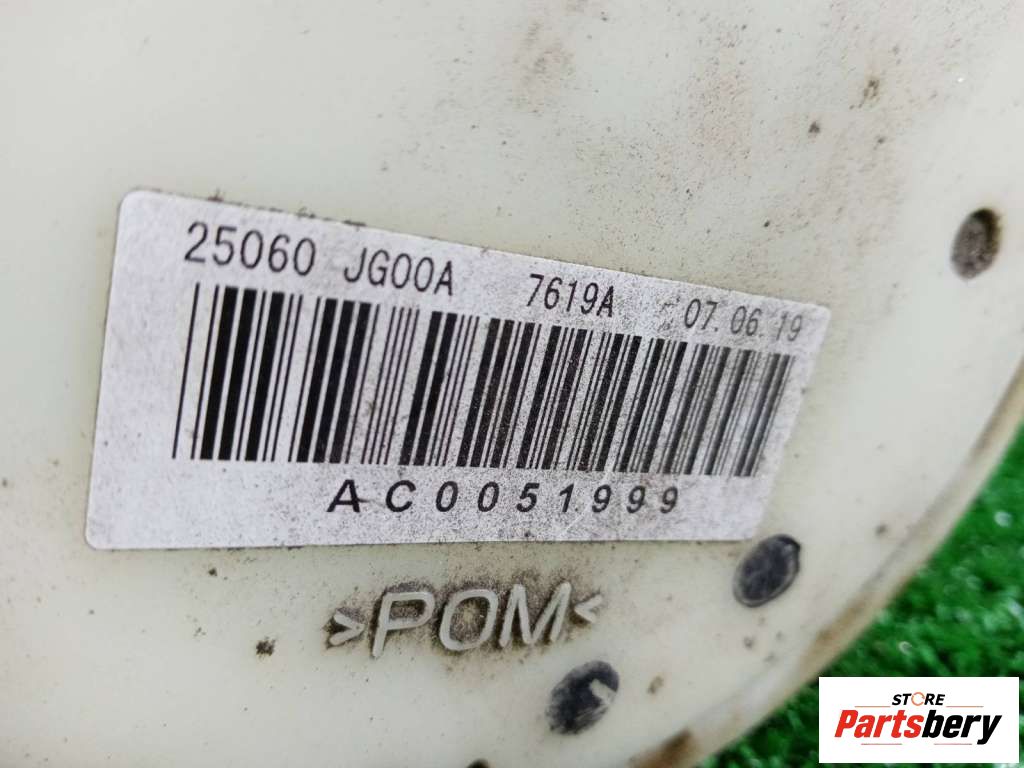 25060 JG00A 7619A 07.06.19
AC0051999
>POM<
STORE
Partsbery